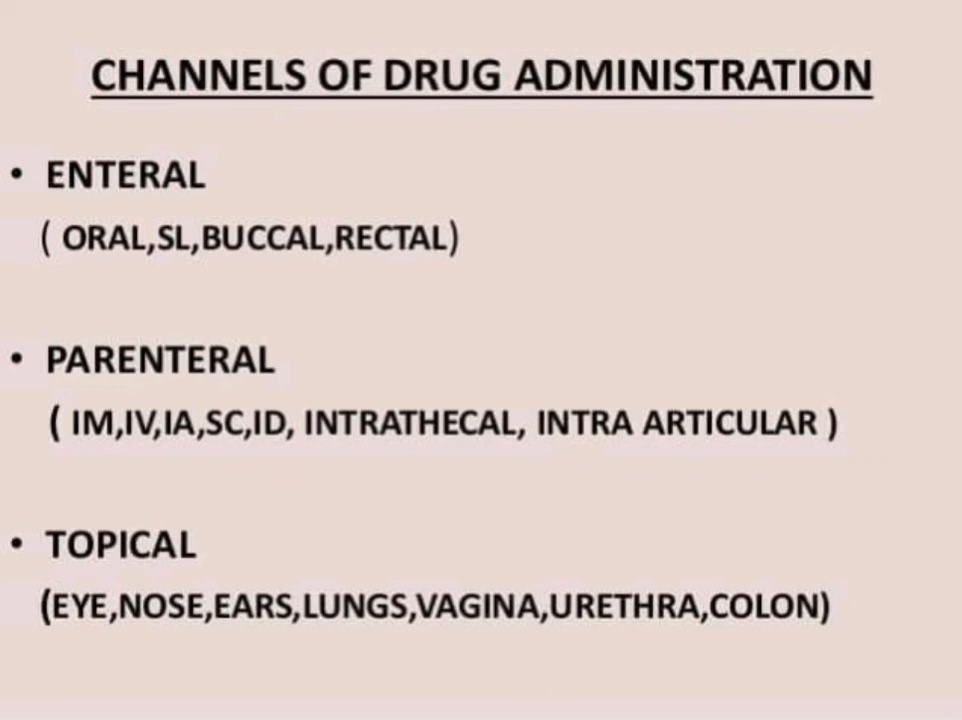 CHANNELS OF DRUG ADMINISTRATION
• ENTERAL
( ORAL,SL,BUCCAL,RECTAL)
• PARENTERAL
( IM,IV,IA,SC,ID, INTRATHECAL, INTRA ARTICULAR )
• TOPICAL
(EYE,NOSE,EARS,LUNGS,VAGINA,URETHRA,COLON)